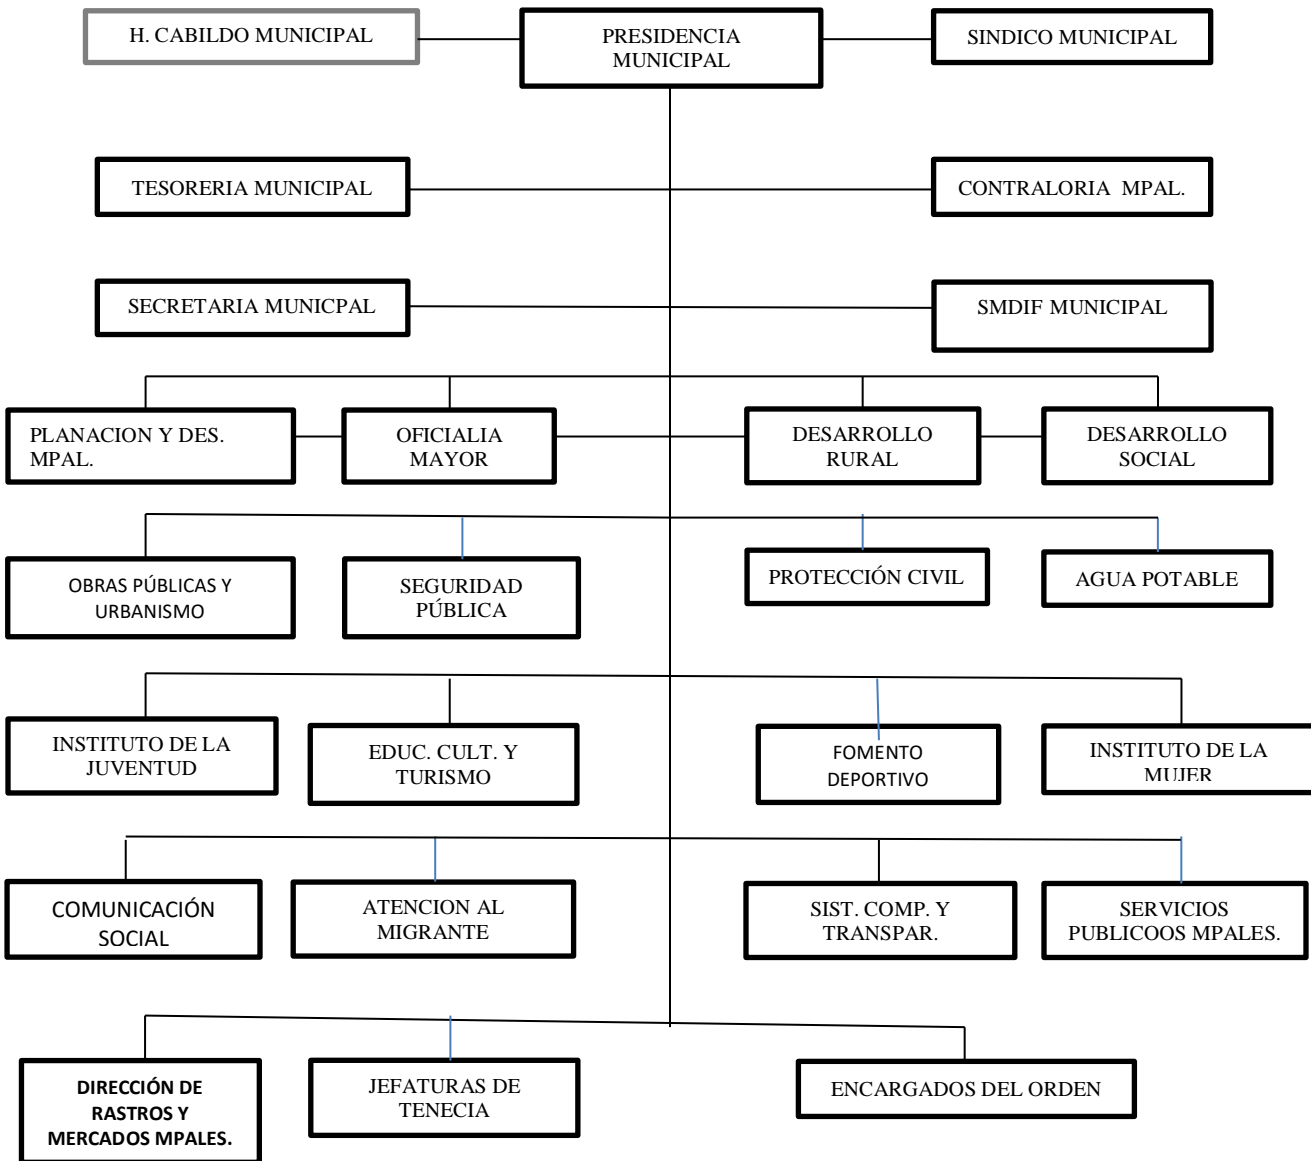 H. CABILDO MUNICIPAL
PRESIDENCIA
MUNICIPAL
SINDICO MUNICIPAL
TESORERIA MUNICIPAL
CONTRALORIA MPAL.
SECRETARIA MUNICPAL
SMDIF MUNICIPAL
PLANACION Y DES.
MPAL.
OFICIALIA
MAYOR
DESARROLLO
RURAL
DESARROLLO
SOCIAL
OBRAS PÚBLICAS Y
URBANISMO
SEGURIDAD
PÚBLICA
PROTECCIÓN CIVIL
AGUA POTABLE
INSTITUTO DE LA
JUVENTUD
EDUC. CULT. Y
TURISMO
FOMENTO
DEPORTIVO
INSTITUTO DE LA
MUJER
COMUNICACIÓN
SOCIAL
ATENCION AL
MIGRANTE
SIST. COMP. Y
TRANSPAR.
SERVICIOS
PUBLICOOS MPALES.
DIRECCIÓN DE
RASTROS Y
MERCADOS MPALES.
JEFATURAS DE
TENECIA
ENCARGADOS DEL ORDEN